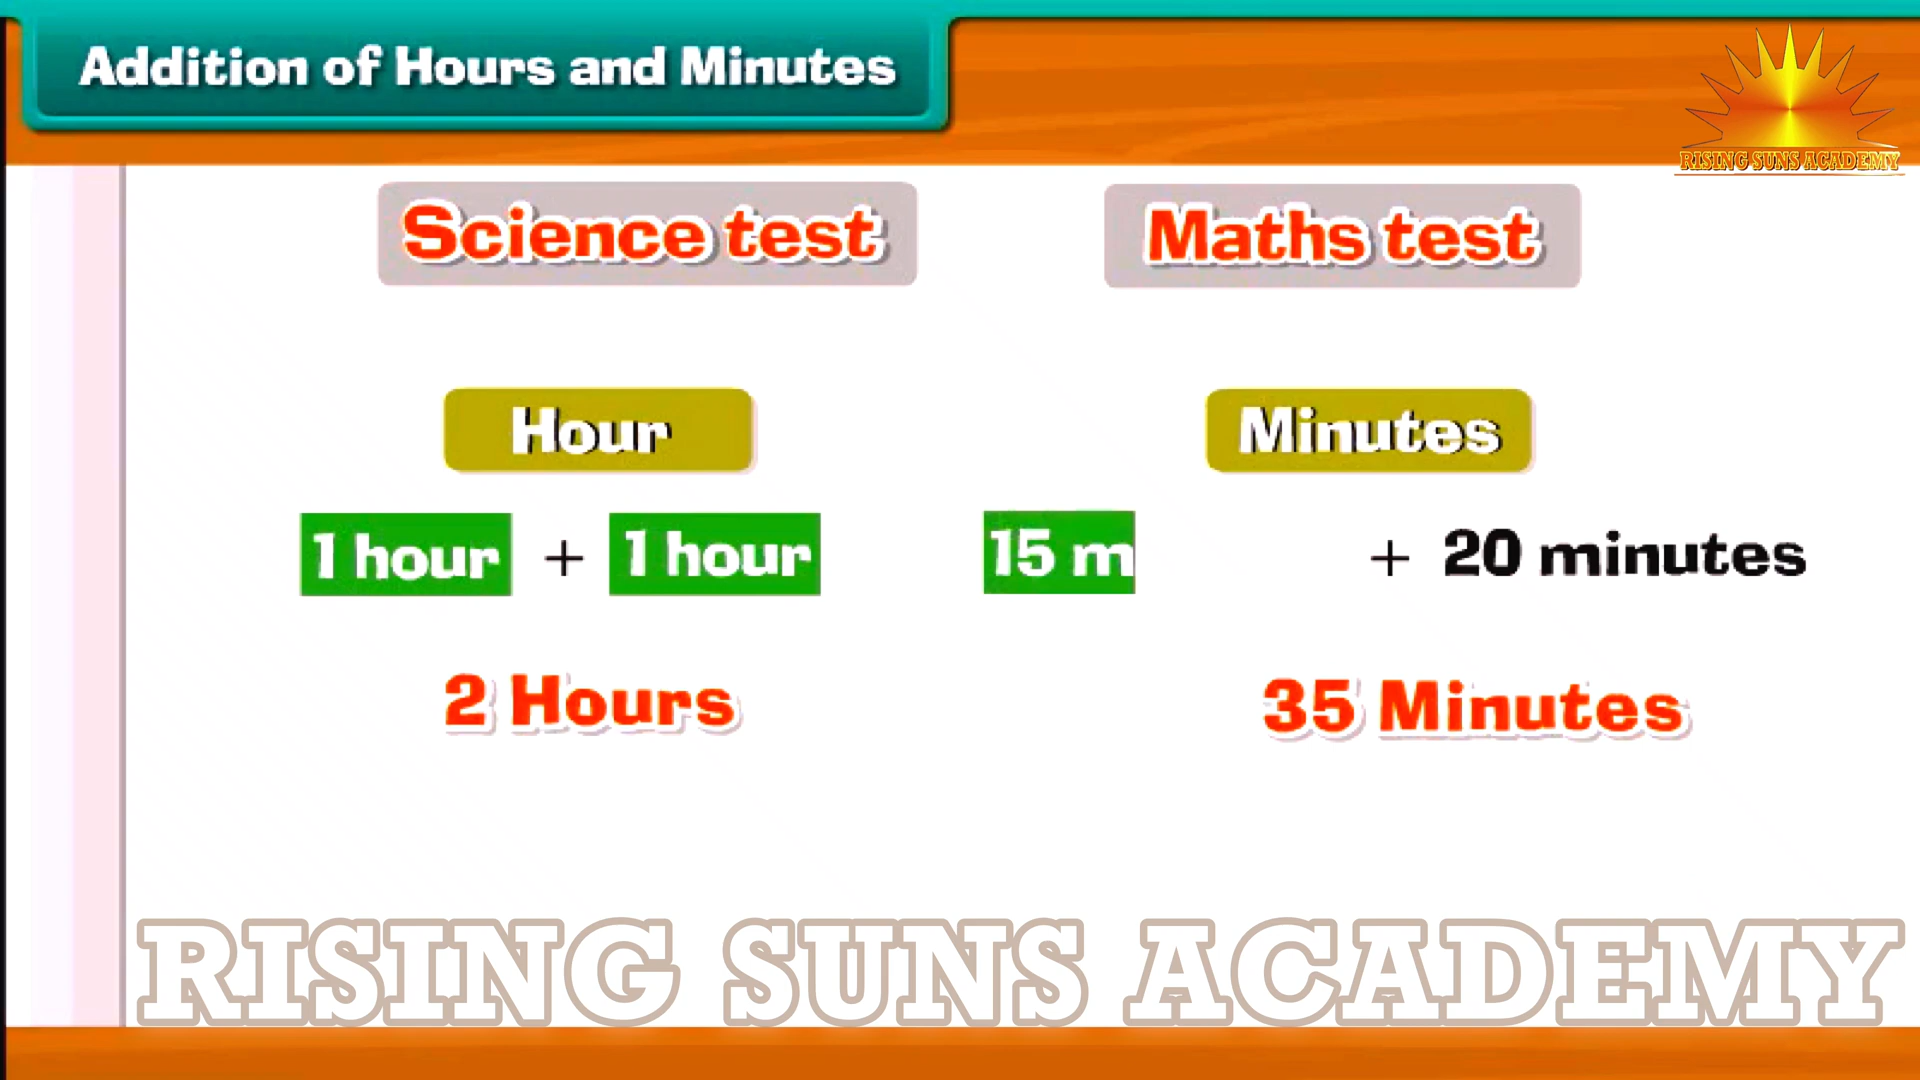 Addition of Hours and Minutes
RISING SUNS ACADEMY
Science test
Maths test
Hour
Minutes
1 hour + 1 hour
15 m + 20 minutes
2 Hours
35 Minutes
RISING SUNS ACADEMY